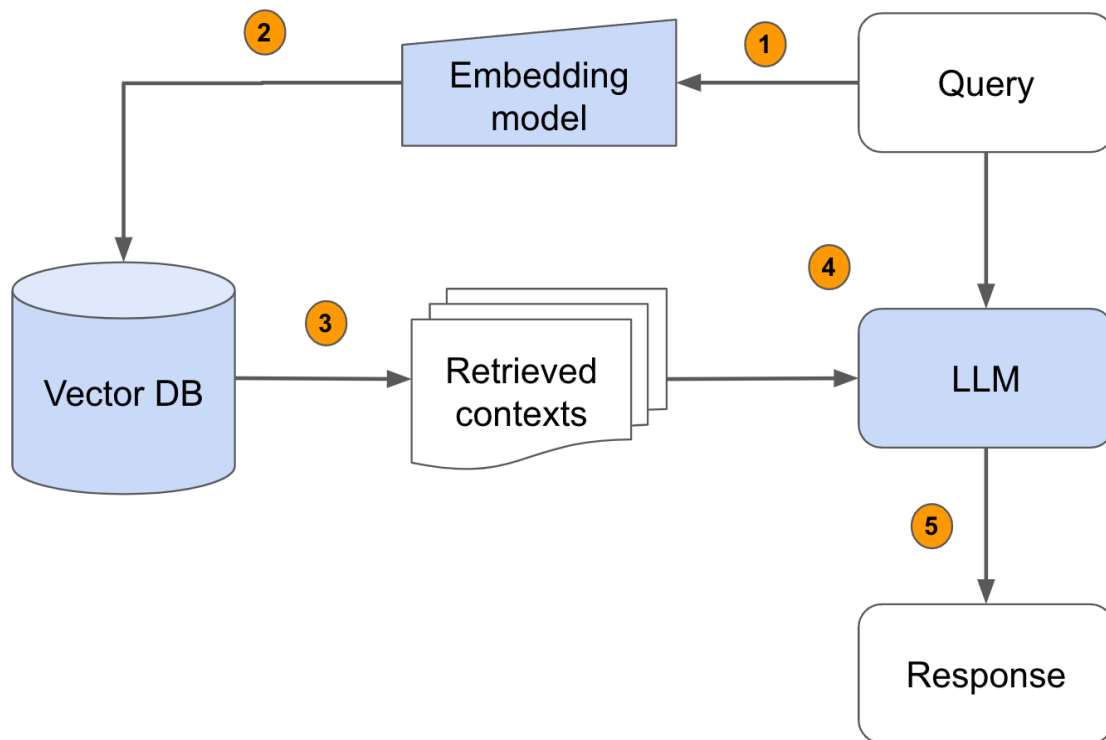 2
1
Embedding
model
Query
4
3
Vector DB
Retrieved
contexts
LLM
5
Response